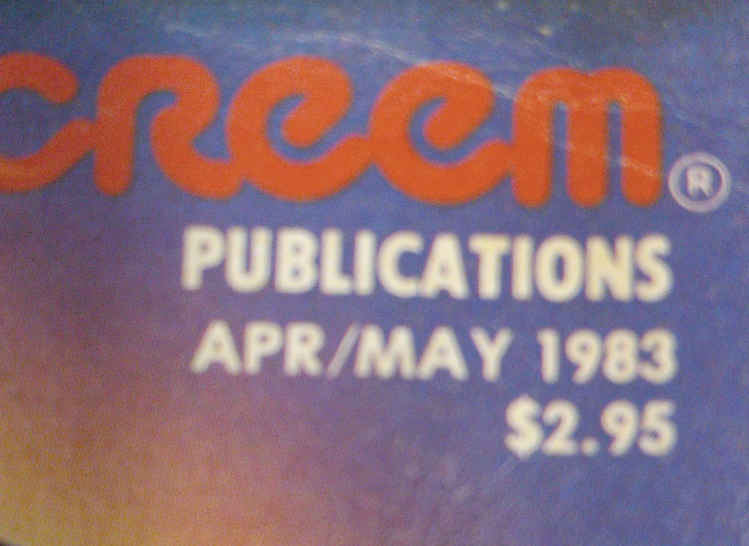 creem®
PUBLICATIONS
APR/MAY 1983
$2.95